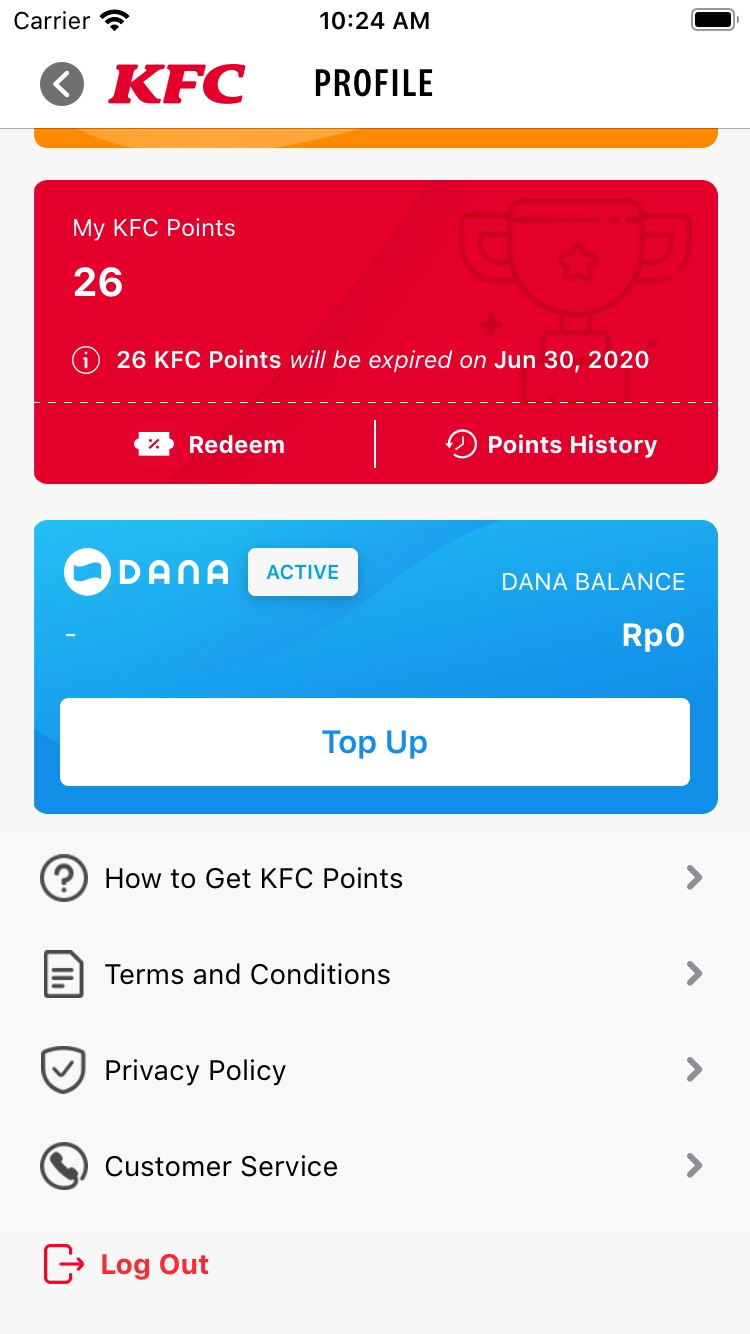 Carrier 10:24 AM
KFC PROFILE
My KFC Points
26
26 KFC Points will be expired on Jun 30, 2020
Redeem Points History
DANA ACTIVE DANA BALANCE
- Rp0
Top Up
How to Get KFC Points
Terms and Conditions
Privacy Policy
Customer Service
Log Out